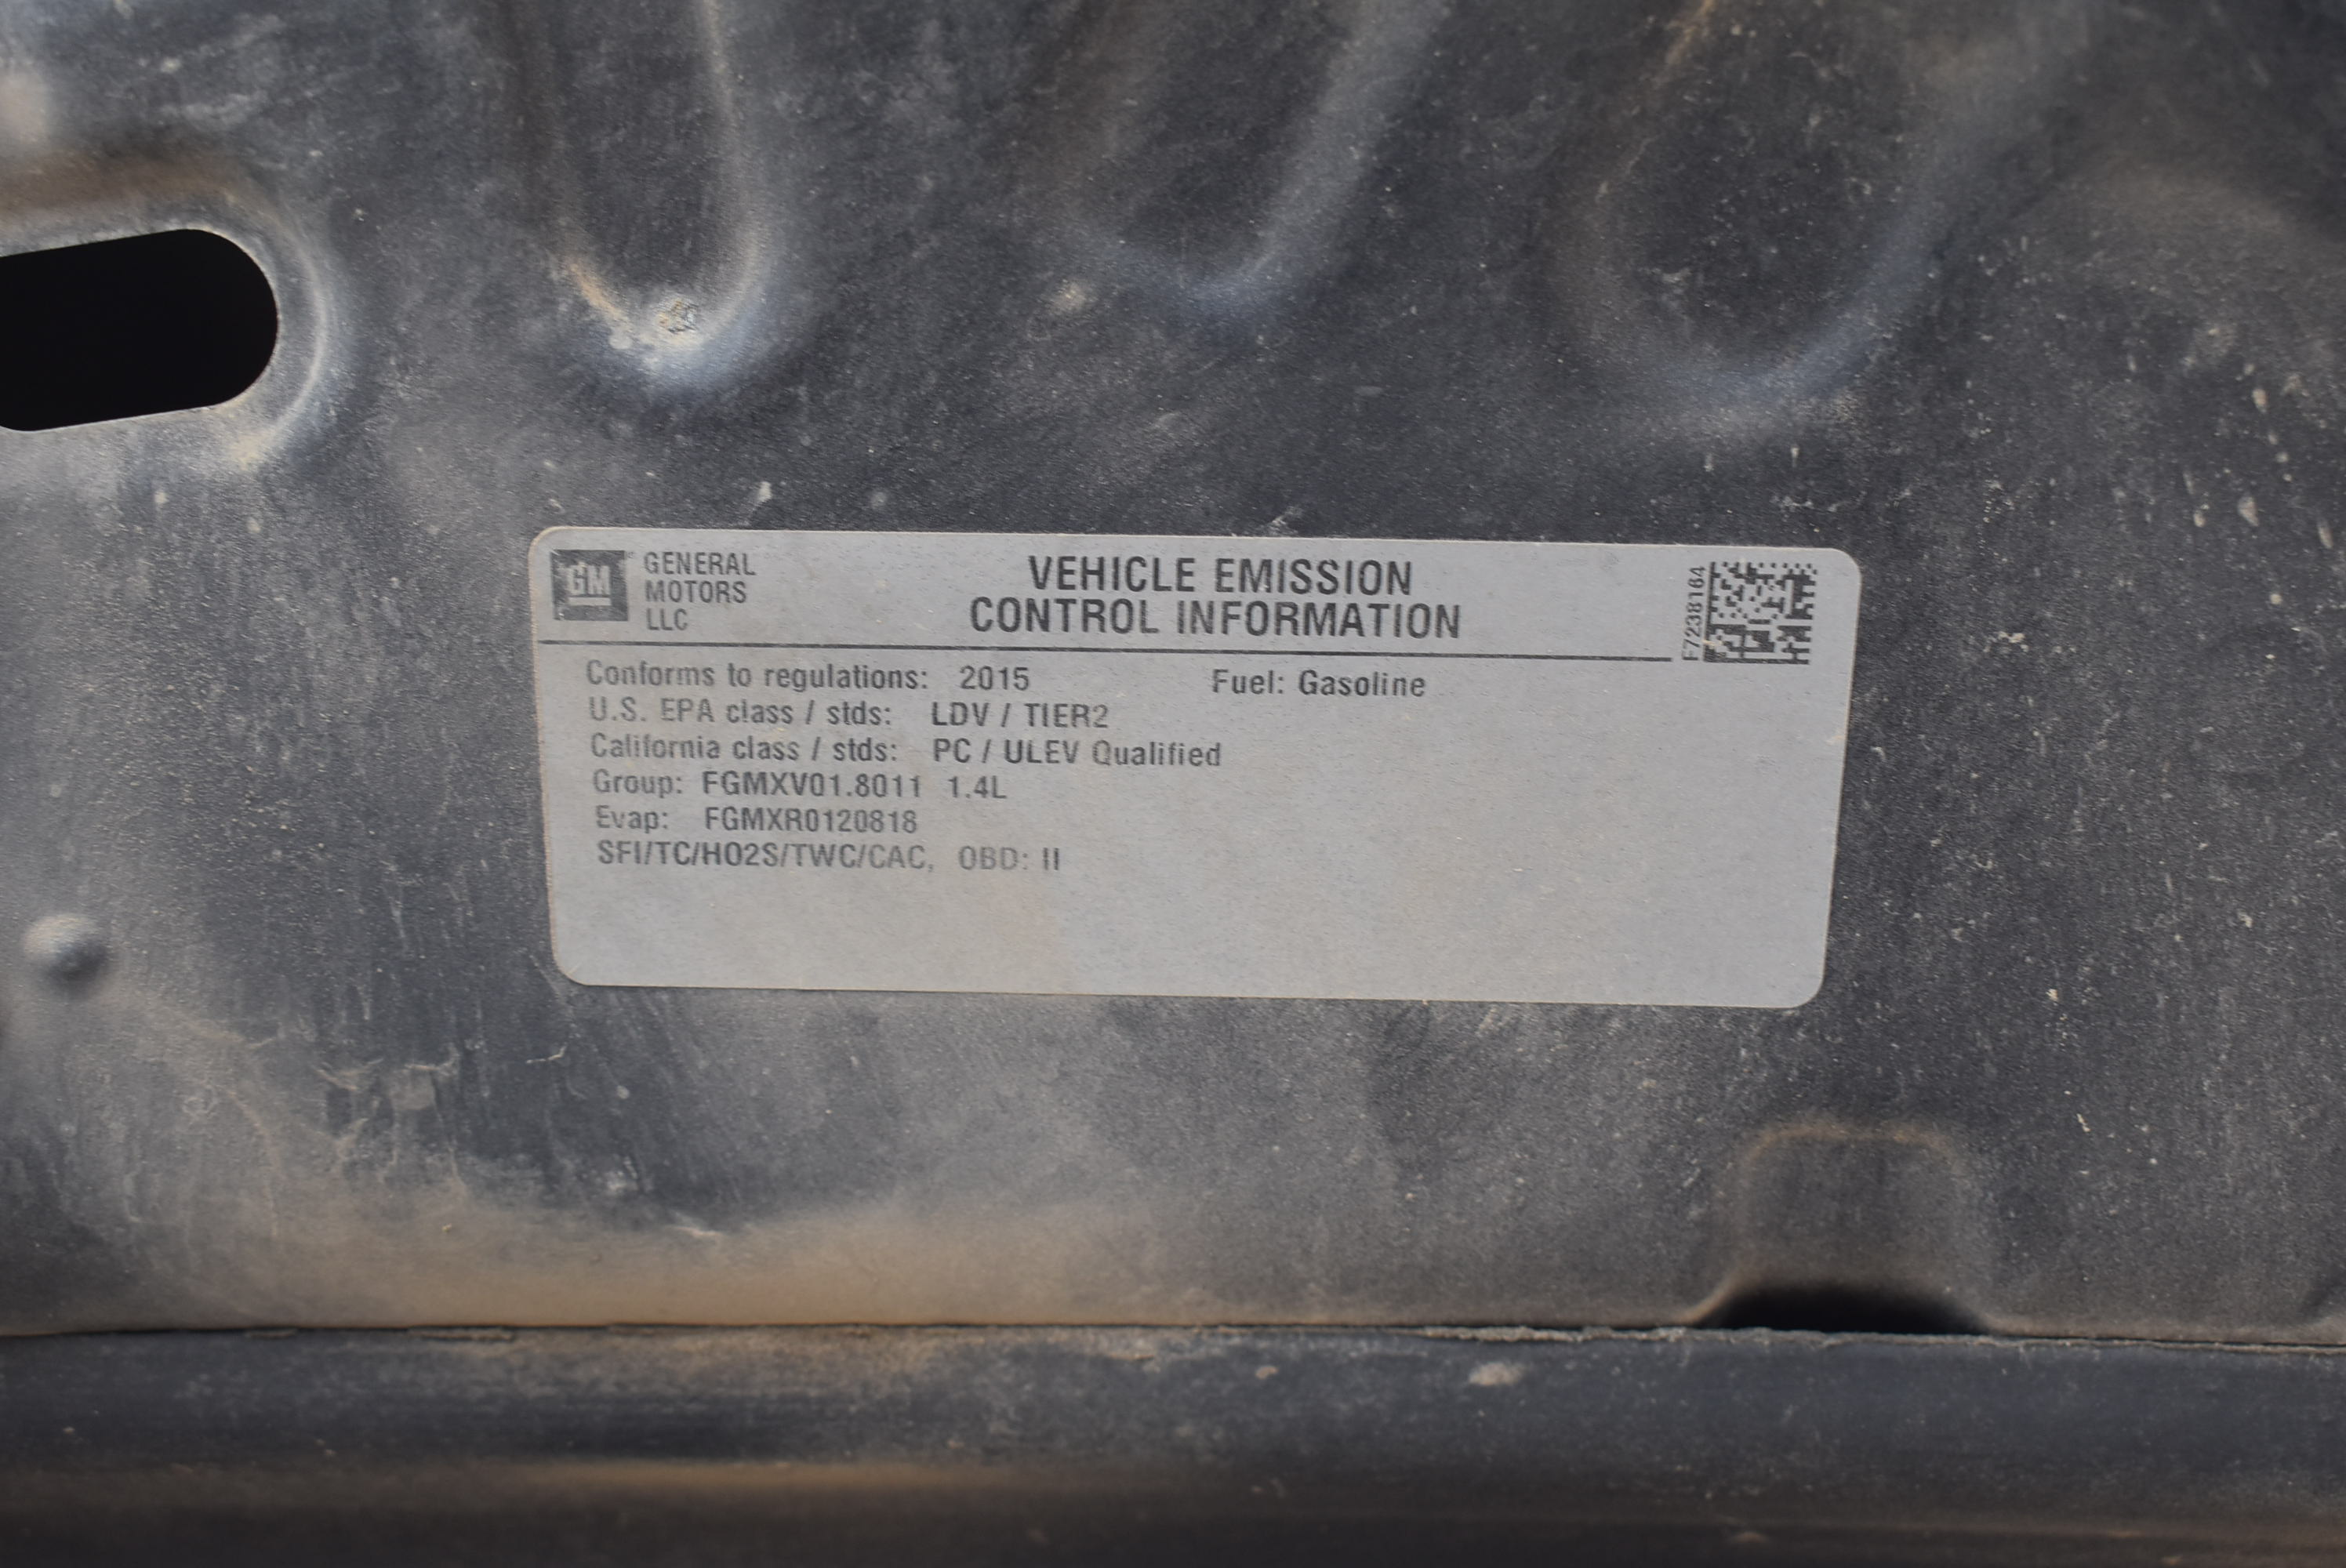 GM
GENERAL
MOTORS
LLC
VEHICLE EMISSION
CONTROL INFORMATION
F7238164
Conforms to regulations: 2015 Fuel: Gasoline
U.S. EPA class / stds: LDV / TIER2
California class / stds: PC / ULEV Qualified
Group: FGMXV01.8011 1.4L
Evap: FGMXR0120818
SFI/TC/HO2S/TWC/CAC, OBD: II